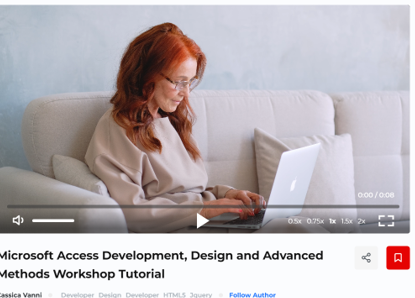 0:00 / 0:08
0.5x 0.75x 1x 1.5x 2x
Microsoft Access Development, Design and Advanced
Methods Workshop Tutorial
Cassica Vanni Developer Design Developer HTML5 Jquery Follow Author